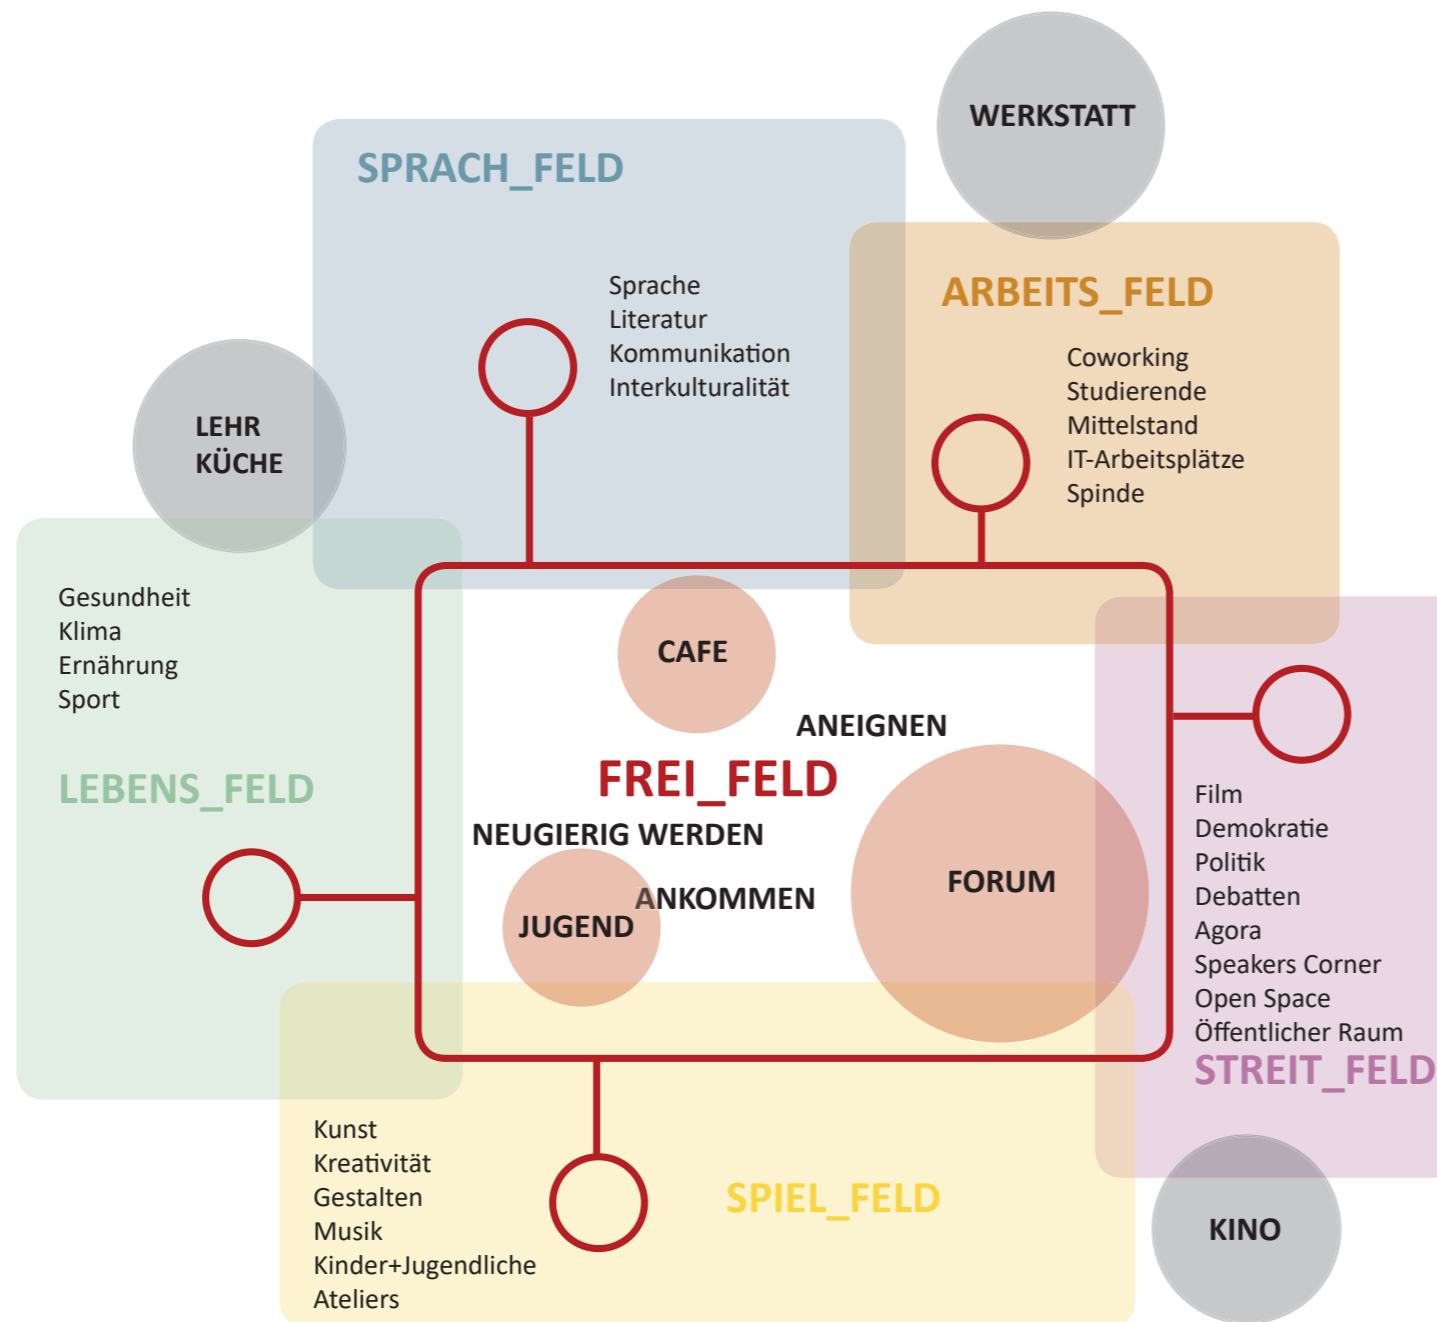 WERKSTATT
SPRACH_FELD
Sprache
Literatur
Kommunikation
Interkulturalität
ARBEITS_FELD
Coworking
Studierende
Mittelstand
IT-Arbeitsplätze
Spinde
LEHR
KÜCHE
Gesundheit
Klima
Ernährung
Sport
LEBENS_FELD
CAFE
ANEIGNEN
FREI_FELD
NEUGIERIG WERDEN
ANKOMMEN
JUGEND
FORUM
Film
Demokratie
Politik
Debatten
Agora
Speakers Corner
Open Space
Öffentlicher Raum
STREIT_FELD
Kunst
Kreativität
Gestalten
Musik
Kinder+Jugendliche
Ateliers
SPIEL_FELD
KINO